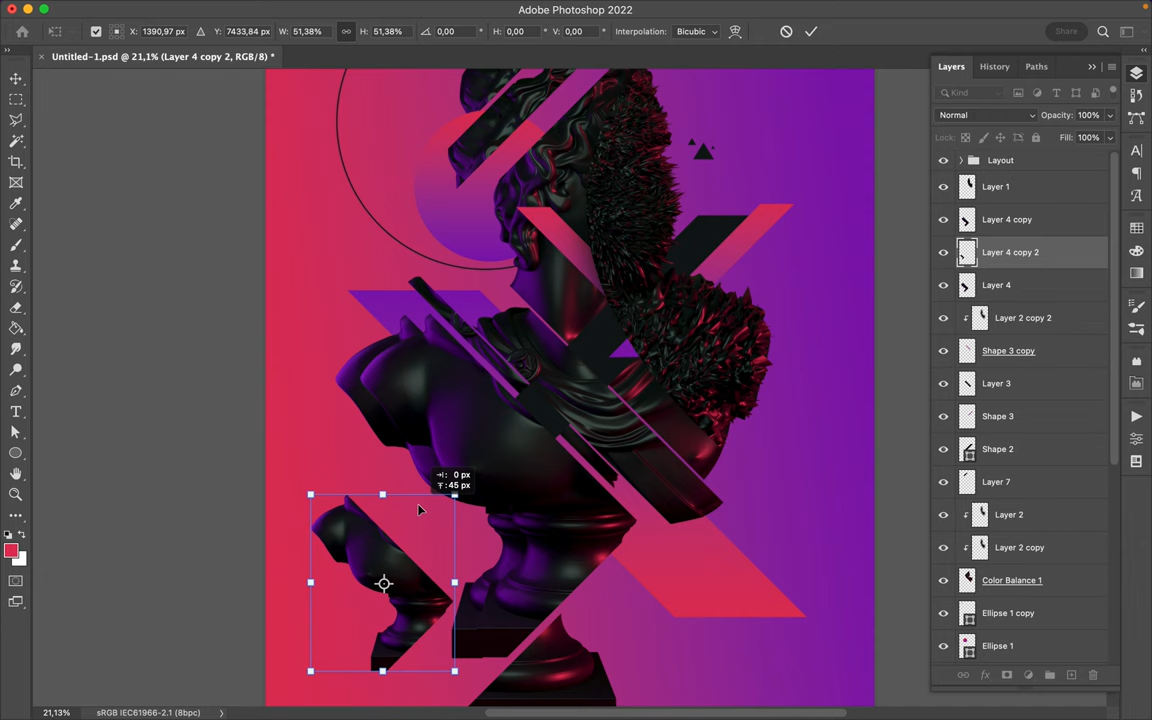 Adobe Photoshop 2022
X: 1390,97 px Y: 7433,84 px W: 51,38% H: 51,38% 0,00 ° H: 0,00 ° V: 0,00 ° Interpolation: Bicubic Share
Untitled-1.psd @ 21,1% (Layer 4 copy 2, RGB/8) *
Layers History Paths
Kind
Normal Opacity: 100%
Lock: Fill: 100%
Layout
Layer 1
Layer 4 copy
Layer 4 copy 2
Layer 4
Layer 2 copy 2
Shape 3 copy
Layer 3
Shape 3
Shape 2
Layer 7
Layer 2
Layer 2 copy
Color Balance 1
Ellipse 1 copy
Ellipse 1
: 0 px
: 45 px
21,13% sRGB IEC61966-2.1 (8bpc)